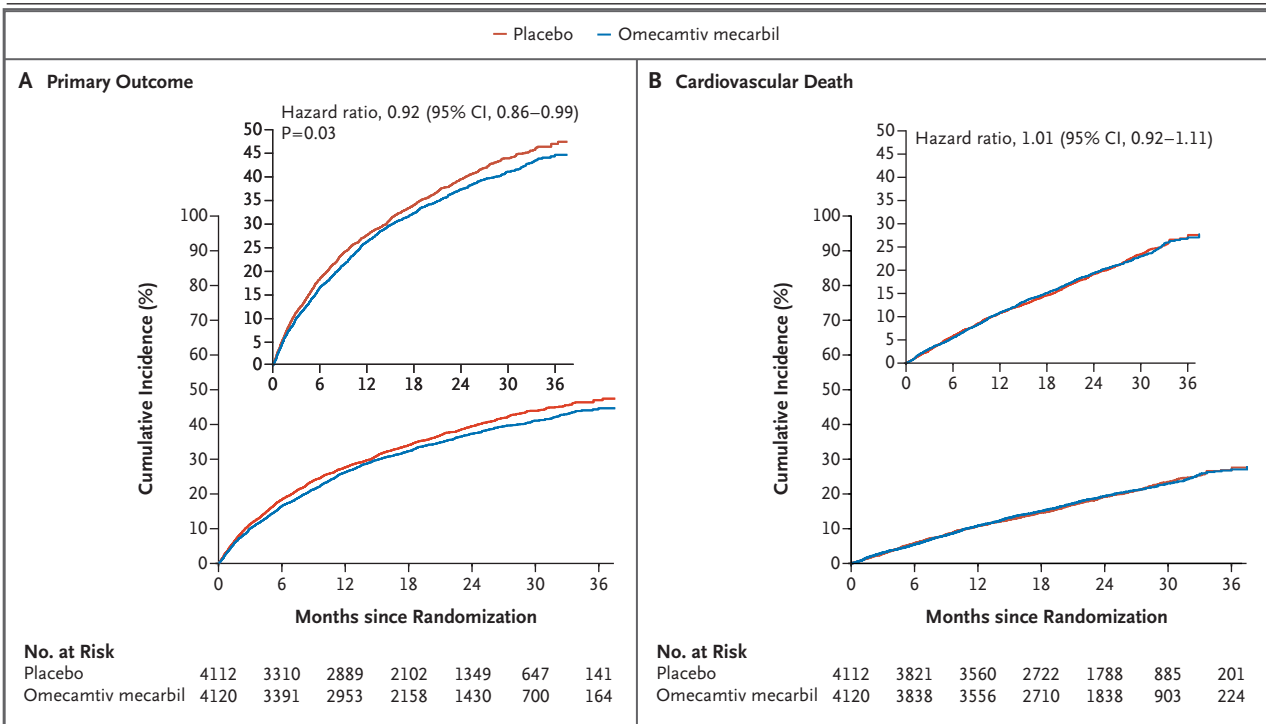 Placebo Omecamtiv mecarbil
A Primary Outcome
Hazard ratio, 0.92 (95% CI, 0.86–0.99)
P=0.03
50
45
40
35
30
25
20
15
10
5
0
0 6 12 18 24 30 36
100
90
80
70
60
50
40
30
20
10
0
0 6 12 18 24 30 36
Cumulative Incidence (%)
Months since Randomization
No. at Risk
Placebo 4112 3310 2889 2102 1349 647 141
Omecamtiv mecarbil 4120 3391 2953 2158 1430 700 164
B Cardiovascular Death
Hazard ratio, 1.01 (95% CI, 0.92–1.11)
50
45
40
35
30
25
20
15
10
5
0
0 6 12 18 24 30 36
100
90
80
70
60
50
40
30
20
10
0
0 6 12 18 24 30 36
Cumulative Incidence (%)
Months since Randomization
No. at Risk
Placebo 4112 3821 3560 2722 1788 885 201
Omecamtiv mecarbil 4120 3838 3556 2710 1838 903 224